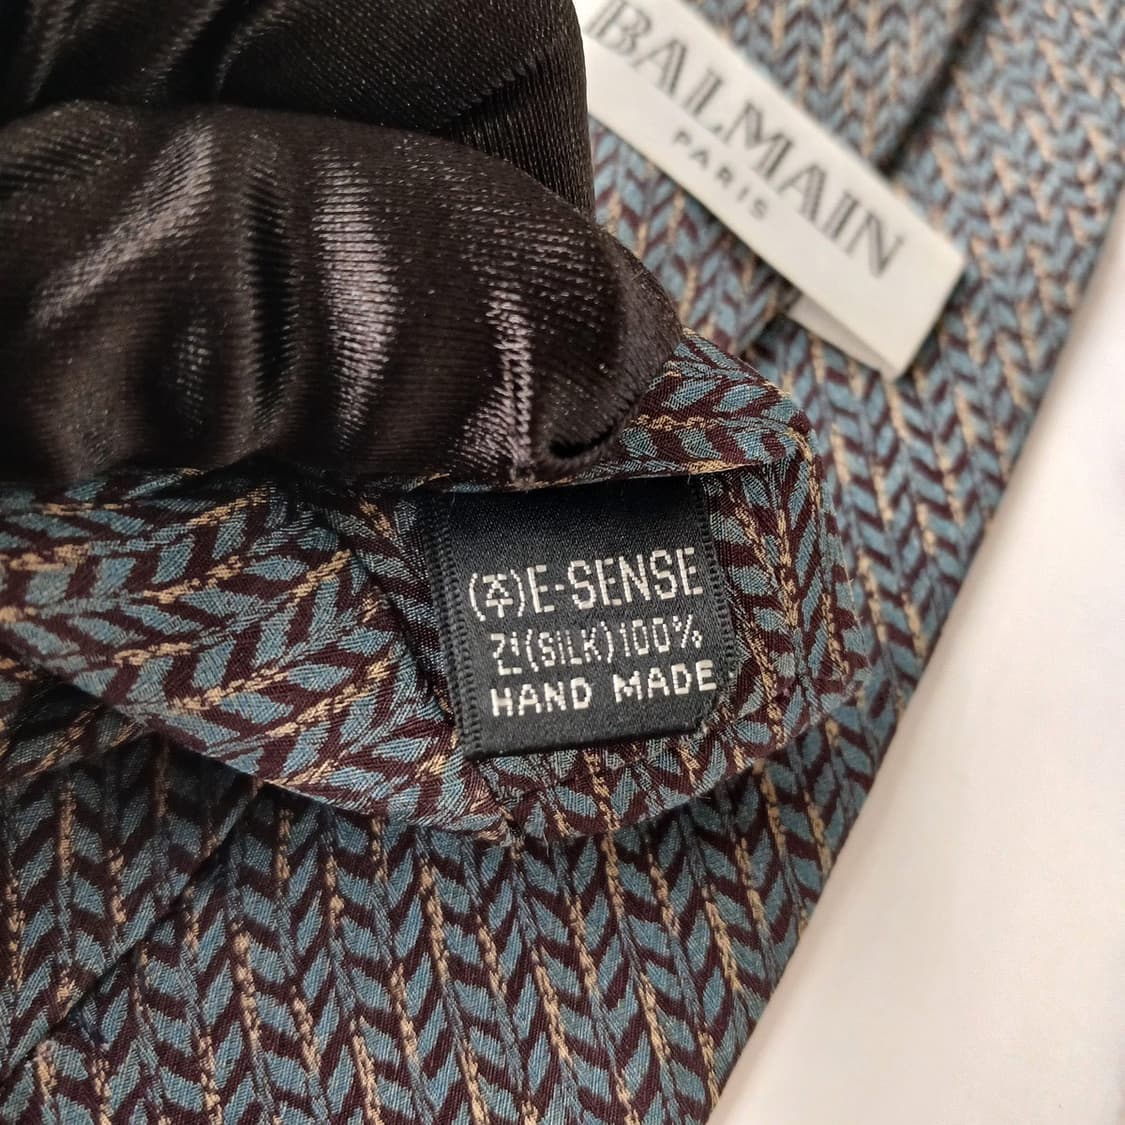 BALMAIN
PARIS
(주)E-SENSE
견(SILK)100%
HAND MADE